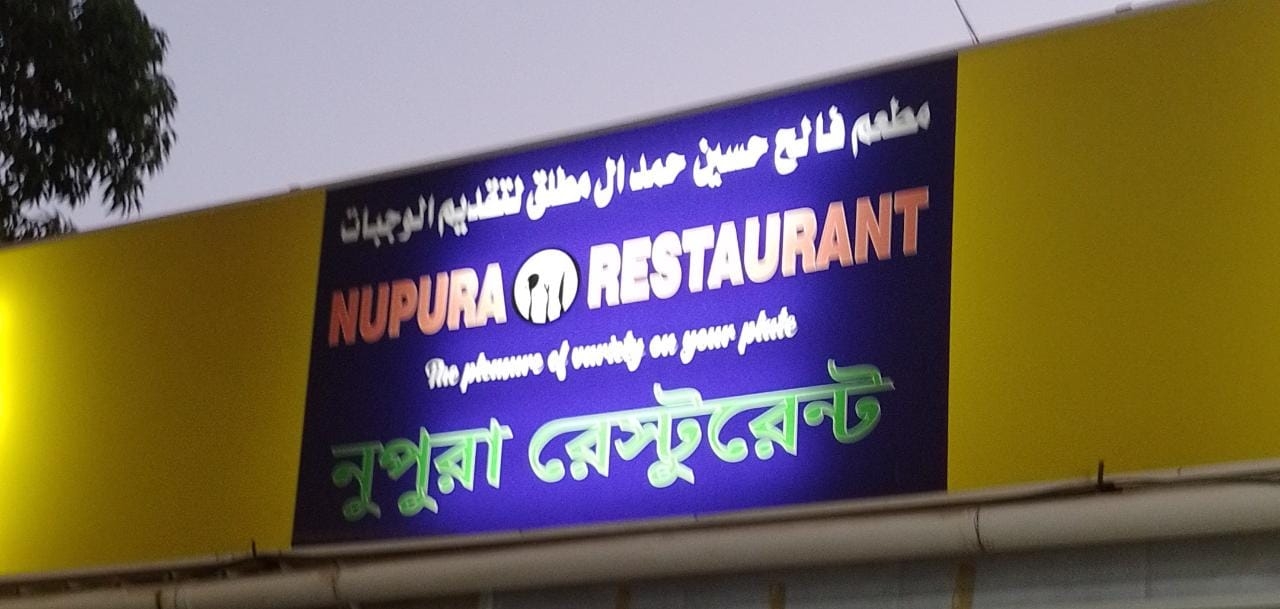 مطعم فالح حسين حمد ال مطلق لتقديم الوجبات
NUPURA RESTAURANT
The pleasure of variety on your plate
নুপুরা রেস্টুরেন্ট